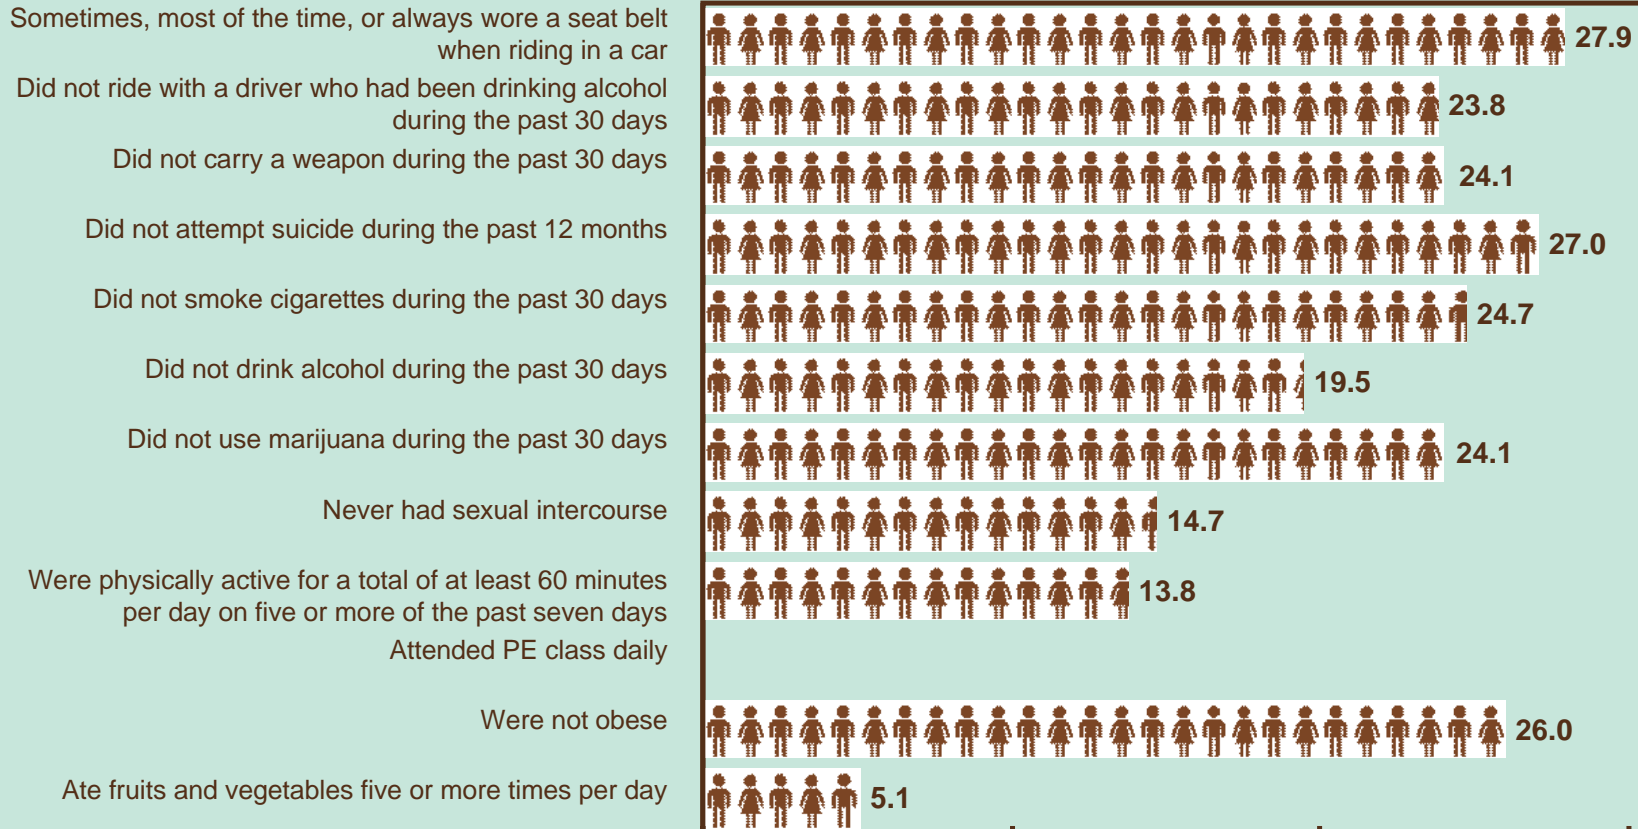 Sometimes, most of the time, or always wore a seat belt
when riding in a car
27.9
Did not ride with a driver who had been drinking alcohol
during the past 30 days
23.8
Did not carry a weapon during the past 30 days
24.1
Did not attempt suicide during the past 12 months
27.0
Did not smoke cigarettes during the past 30 days
24.7
Did not drink alcohol during the past 30 days
19.5
Did not use marijuana during the past 30 days
24.1
Never had sexual intercourse
14.7
Were physically active for a total of at least 60 minutes
per day on five or more of the past seven days
13.8
Attended PE class daily
Were not obese
26.0
Ate fruits and vegetables five or more times per day
5.1